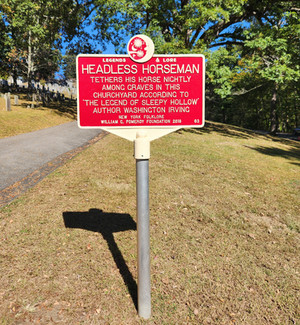 LEGENDS & LORE
HEADLESS HORSEMAN
TETHERS HIS HORSE NIGHTLY
AMONG GRAVES IN THIS
CHURCHYARD ACCORDING TO
"THE LEGEND OF SLEEPY HOLLOW"
AUTHOR WASHINGTON IRVING
NEW YORK FOLKLORE
WILLIAM G. POMEROY FOUNDATION 2018